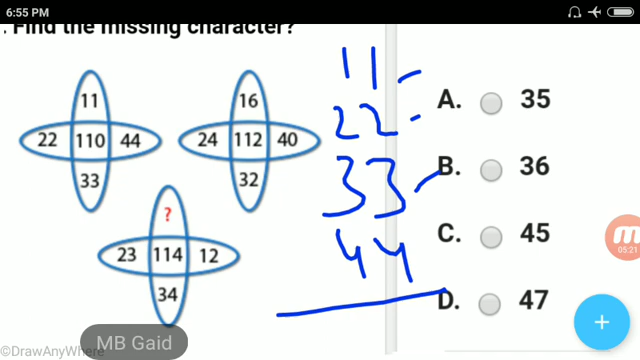 6:55 PM
. Find the missing character?
11
22 110 44
33
16
24 112 40
32
?
23 114 12
34
11
22
33
44
A. 35
B. 36
C. 45
D. 47
m
05:21
+
©DrawAnyWhere
MB Gaid